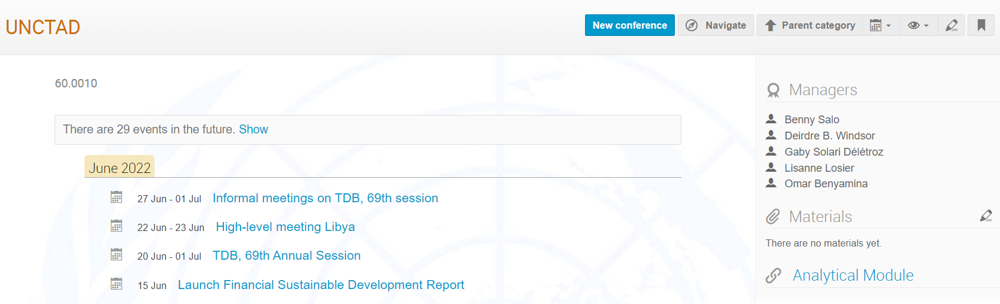 UNCTAD
New conference
Navigate
Parent category
60.0010
There are 29 events in the future. Show
June 2022
27 Jun - 01 Jul Informal meetings on TDB, 69th session
22 Jun - 23 Jun High-level meeting Libya
20 Jun - 01 Jul TDB, 69th Annual Session
15 Jun Launch Financial Sustainable Development Report
Managers
Benny Salo
Deirdre B. Windsor
Gaby Solari Délétroz
Lisanne Losier
Omar Benyamina
Materials
There are no materials yet.
Analytical Module